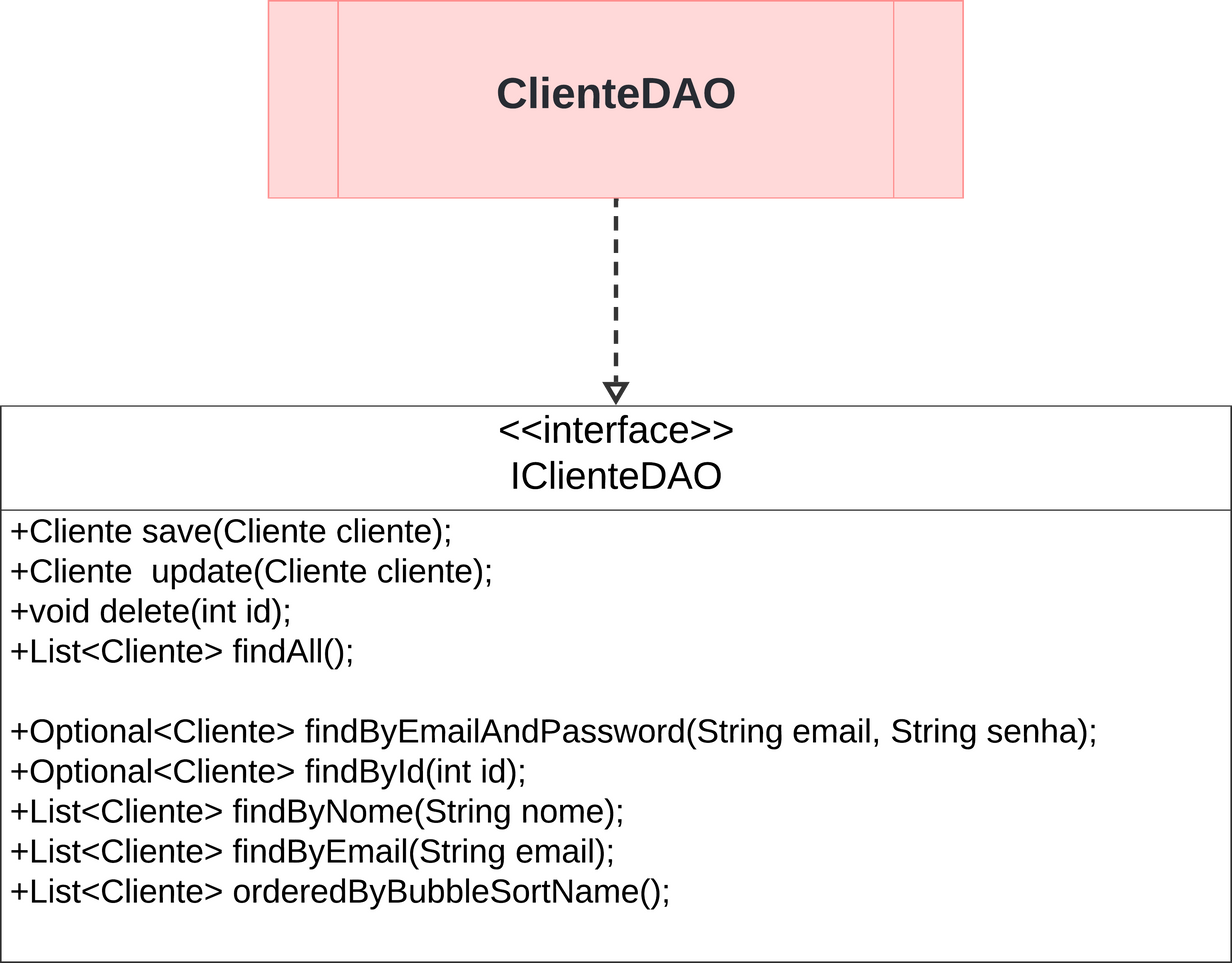 ClienteDAO
<<interface>>
IClienteDAO
+Cliente save(Cliente cliente);
+Cliente  update(Cliente cliente);
+void delete(int id);
+List<Cliente> findAll();
+Optional<Cliente> findByEmailAndPassword(String email, String senha);
+Optional<Cliente> findById(int id);
+List<Cliente> findByNome(String nome);
+List<Cliente> findByEmail(String email);
+List<Cliente> orderedByBubbleSortName();